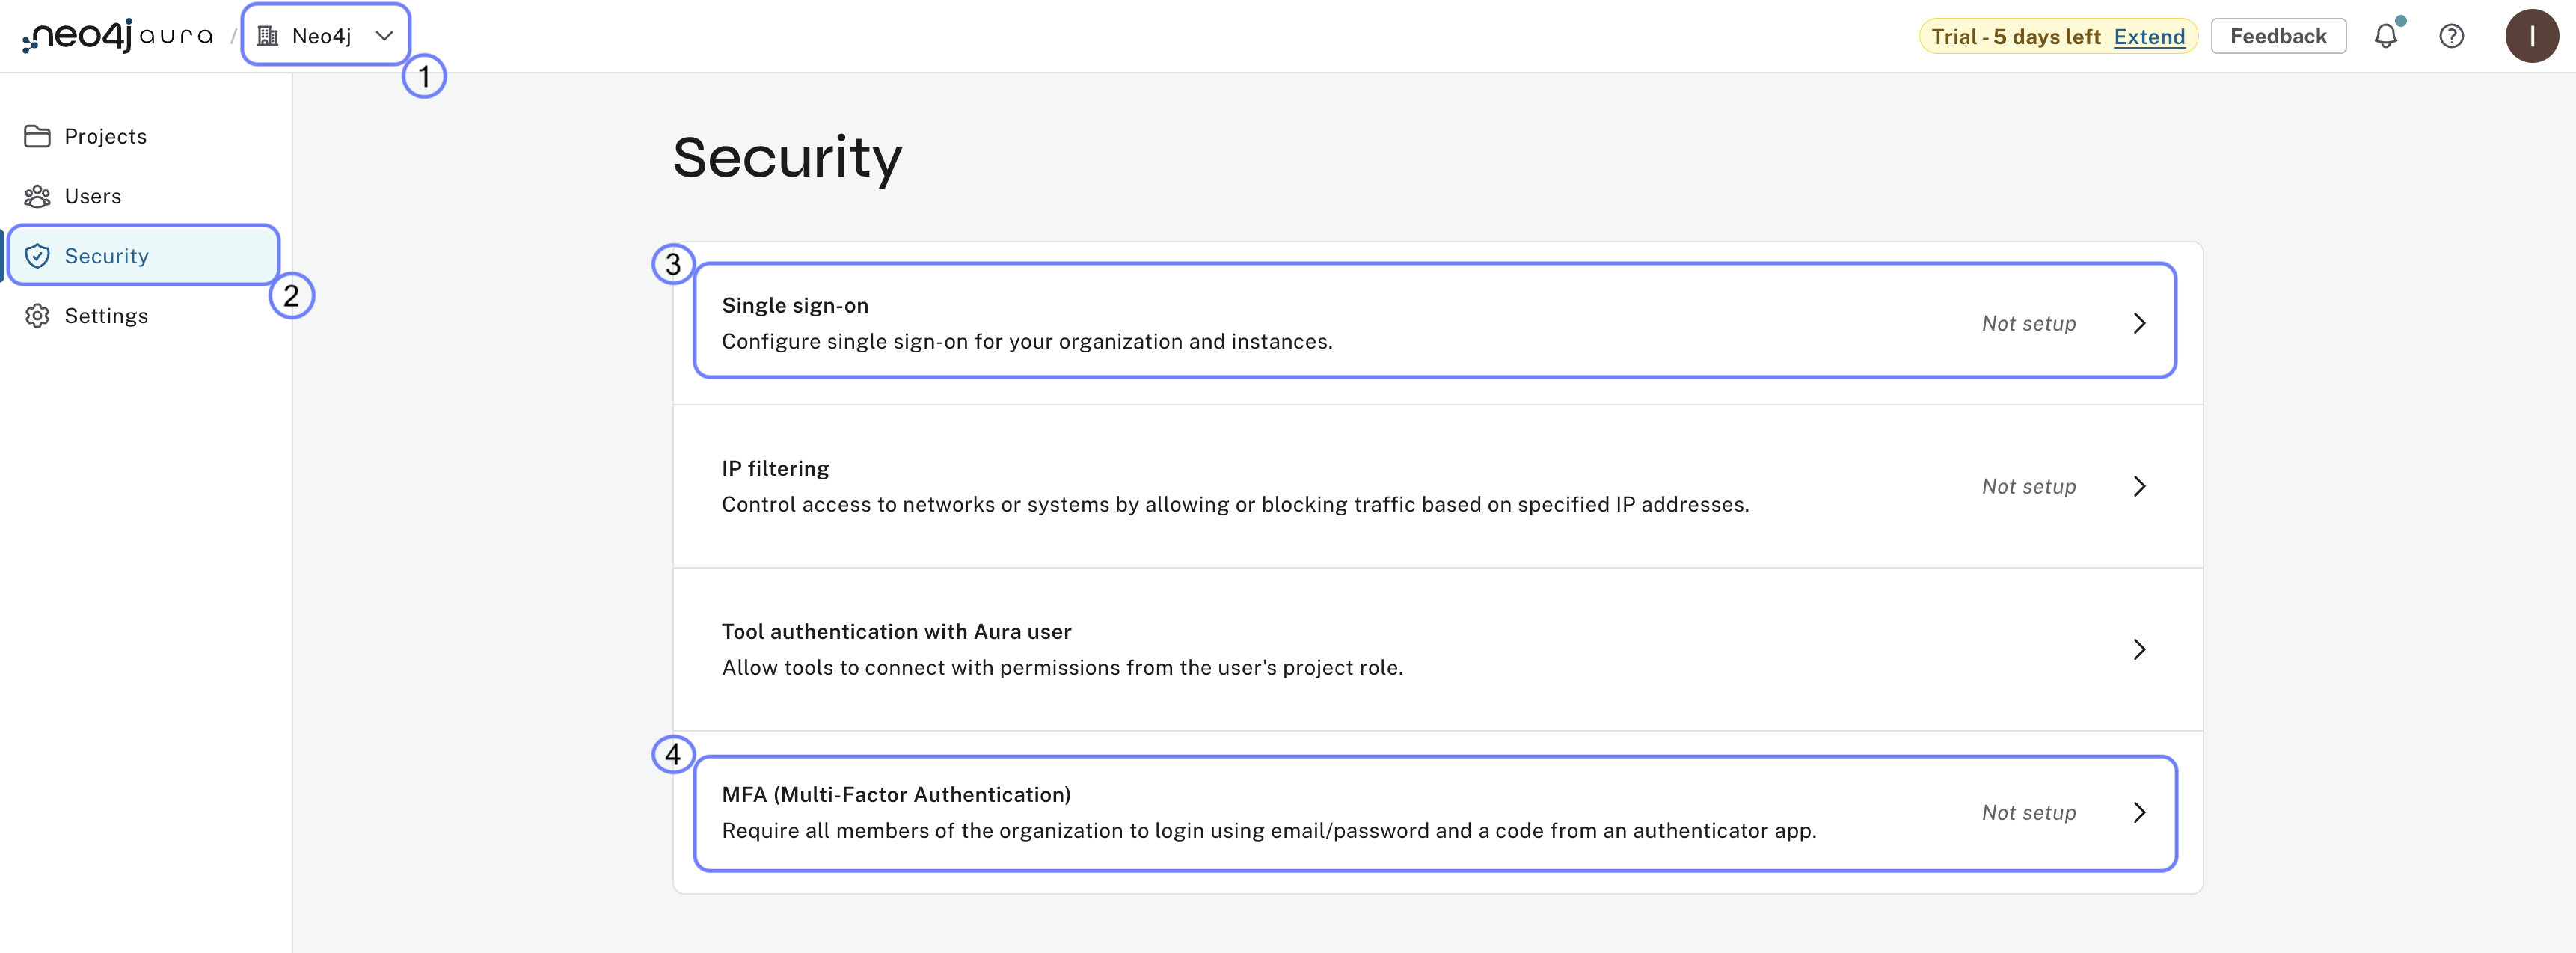 neo4j aura / Neo4j
Trial - 5 days left Extend
Feedback
I
1
Projects
Users
Security
2
Settings
Security
3
Single sign-on
Configure single sign-on for your organization and instances.
Not setup
IP filtering
Control access to networks or systems by allowing or blocking traffic based on specified IP addresses.
Not setup
Tool authentication with Aura user
Allow tools to connect with permissions from the user's project role.
4
MFA (Multi-Factor Authentication)
Require all members of the organization to login using email/password and a code from an authenticator app.
Not setup